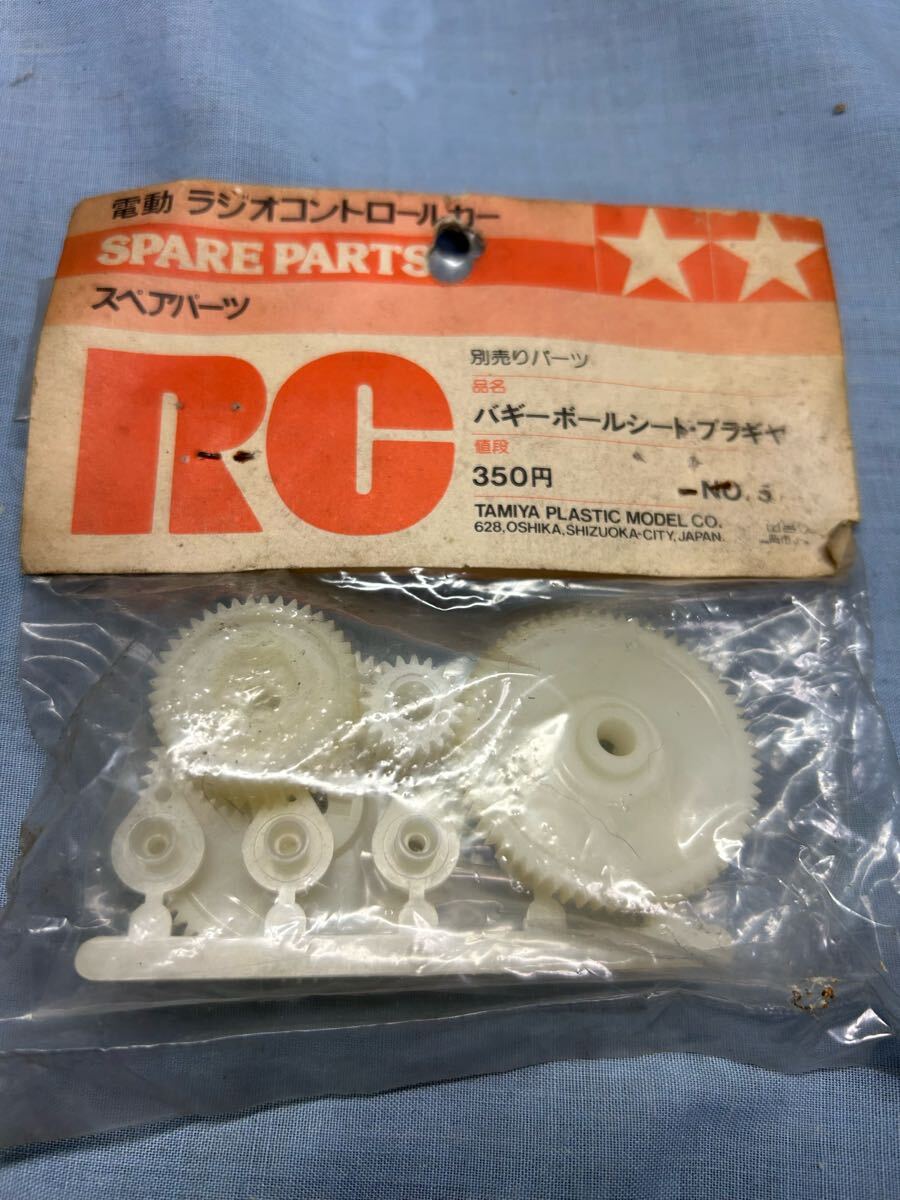 電動 ラジオコントロールカー
SPARE PARTS
スペアパーツ
RC
別売りパーツ
品名
バギーボールシート・プラギヤ
値段
350円
NO.
TAMIYA PLASTIC MODEL CO.
628, OSHIKA, SHIZUOKA-CITY, JAPAN.